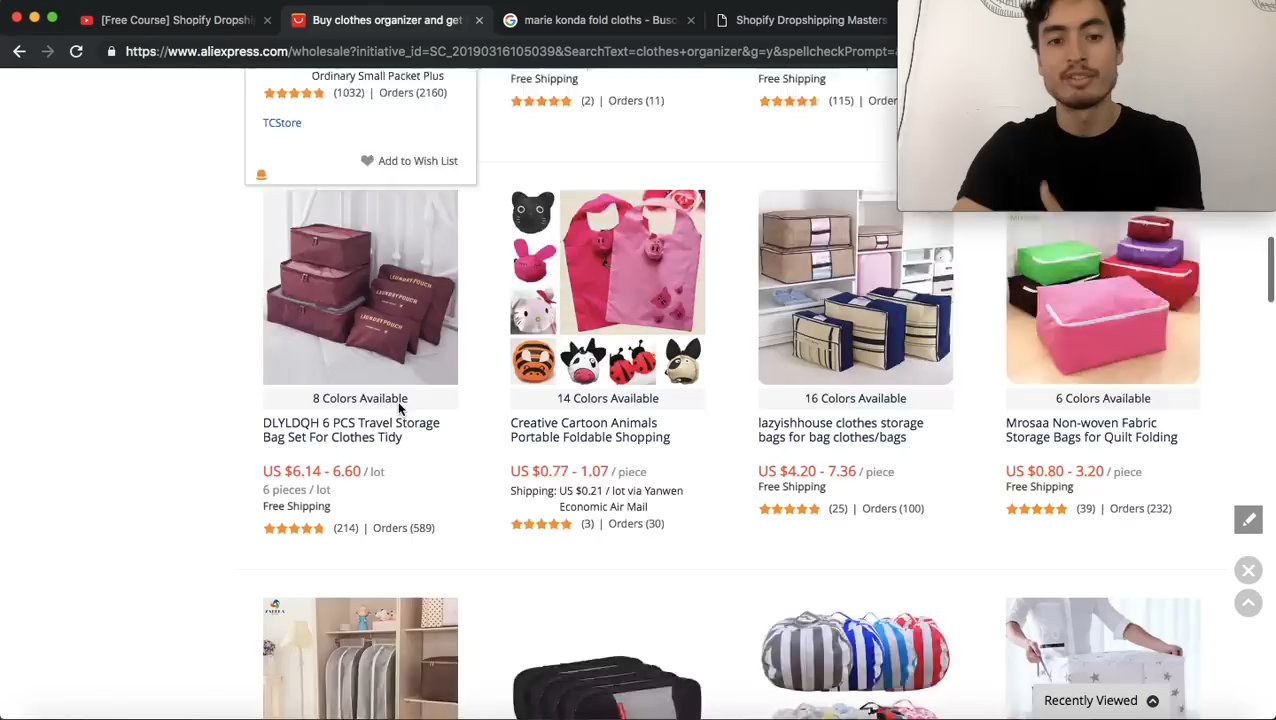 [Free Course] Shopify Dropship
Buy clothes organizer and get
marie konda fold cloths - Busc
Shopify Dropshipping Masters
https://www.aliexpress.com/wholesale?initiative_id=SC_20190316105039&SearchText=clothes+organizer&g=y&spellcheckPrompt=
Ordinary Small Packet Plus
(1032) | Orders (2160)
TCStore
Add to Wish List
Free Shipping
(2) | Orders (11)
Free Shipping
(115) | Order
LAUNDRY POUCH
LAUNDRY POUCH
LAUNDRY POUCH
8 Colors Available
DLYLDQH 6 PCS Travel Storage
Bag Set For Clothes Tidy
US $6.14 - 6.60 / lot
6 pieces / lot
Free Shipping
(214) | Orders (589)
14 Colors Available
Creative Cartoon Animals
Portable Foldable Shopping
US $0.77 - 1.07 / piece
Shipping: US $0.21 / lot via Yanwen
Economic Air Mail
(3) | Orders (30)
16 Colors Available
lazyishhouse clothes storage
bags for bag clothes/bags
US $4.20 - 7.36 / piece
Free Shipping
(25) | Orders (100)
6 Colors Available
Mrosaa Non-woven Fabric
Storage Bags for Quilt Folding
US $0.80 - 3.20 / piece
Free Shipping
(39) | Orders (232)
Recently Viewed